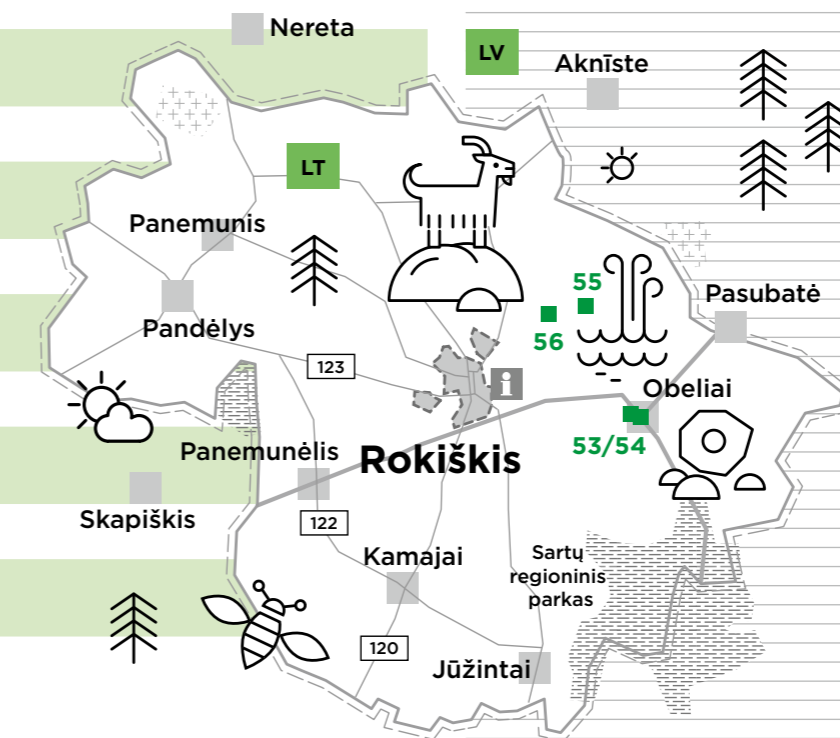 Nereta
LV
Aknīste
LT
Panemunis
55
Pasubatė
Pandėlys
56
123
i
Obeliai
53/54
Panemunėlis
Rokiškis
Skapiškis
122
Kamajai
Sartų
regioninis
parkas
120
Jūžintai